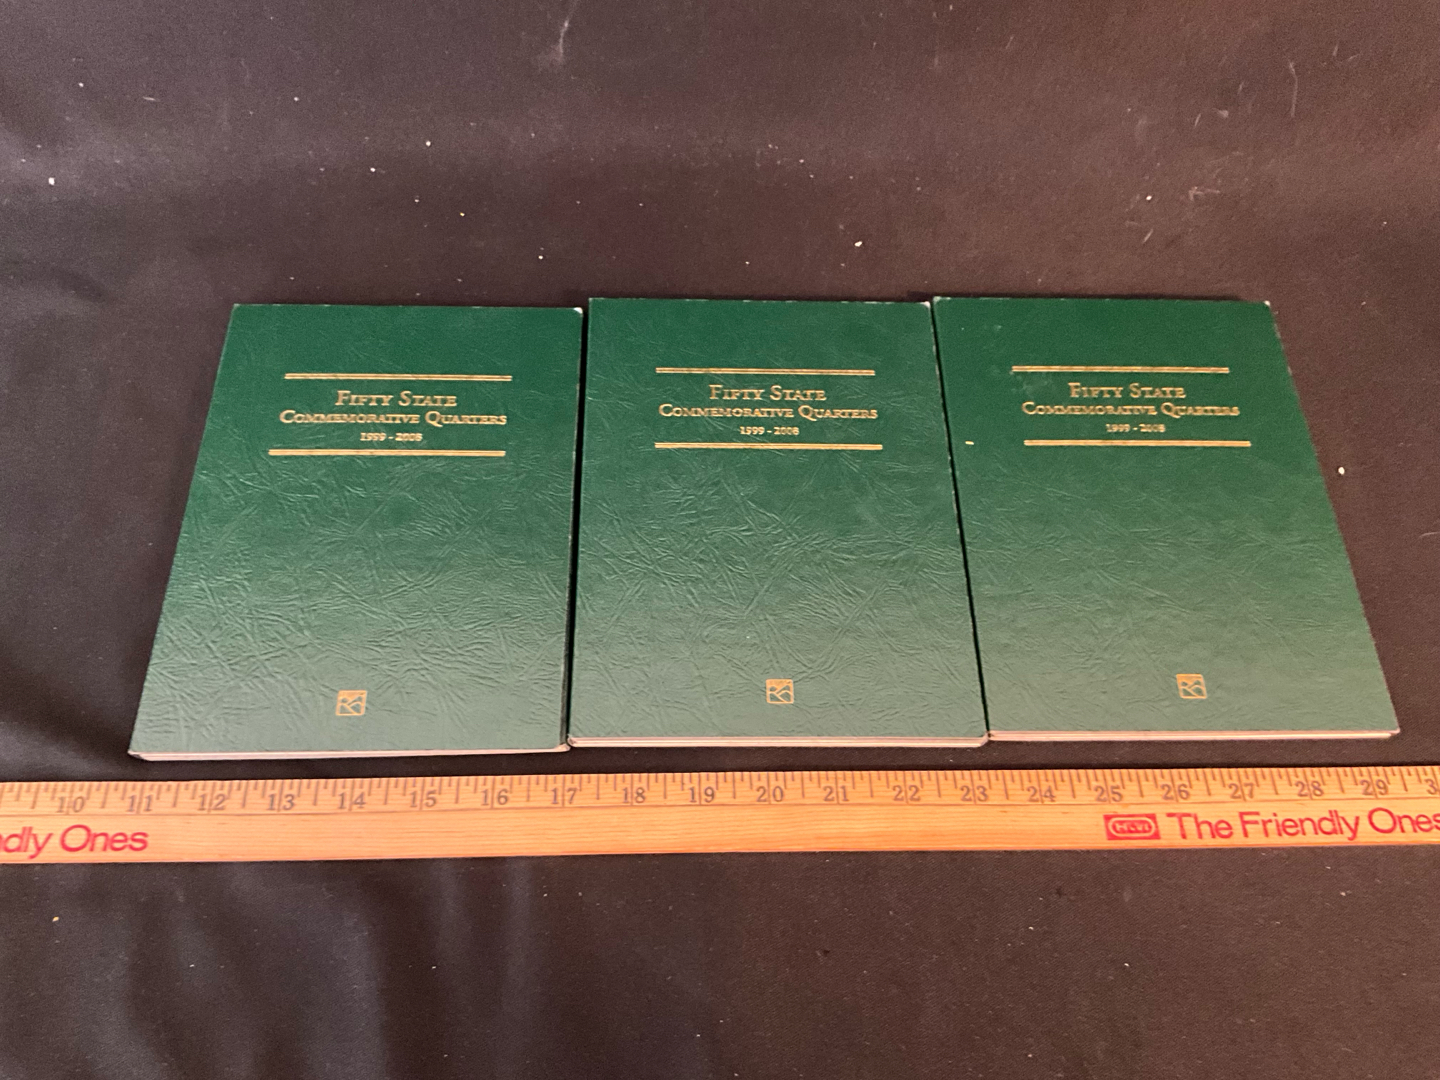 FIFTY STATE
COMMEMORATIVE QUARTERS
1999 - 2008
FIFTY STATE
COMMEMORATIVE QUARTERS
1999 - 2008
FIFTY STATE
COMMEMORATIVE QUARTERS
1999 - 2008
10 11 12 13 14 15 16 17 18 19 20 21 22 23 24 25 26 27 28 29 3
dly Ones
The Friendly Ones